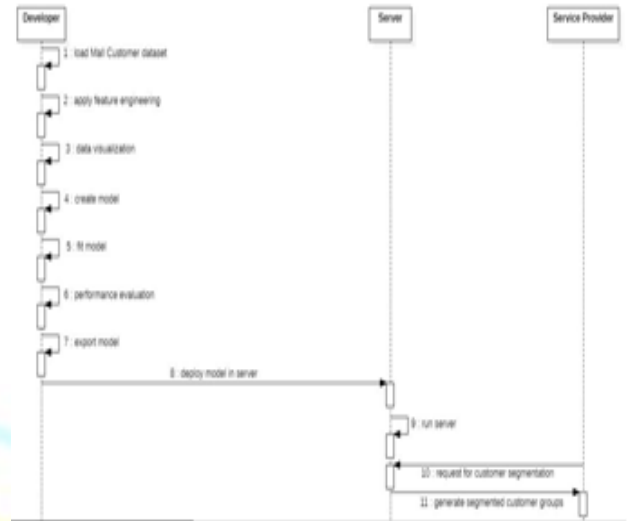 Developer
Server
Service Provider
1 : load Mall Customer dataset
2 : apply feature engineering
3 : data visualization
4 : create model
5 : fit model
6 : performance evaluation
7 : export model
8 : deploy model in server
9 : run server
10 : request for customer segmentation
11 : generate segmented customer groups